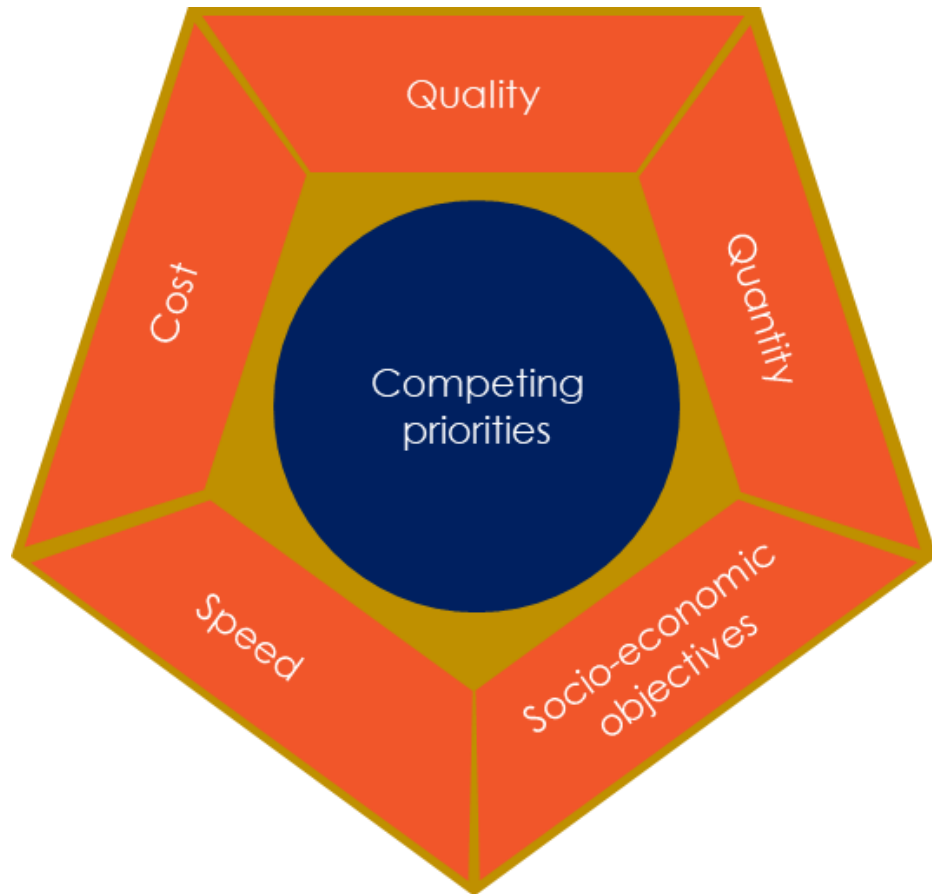 Quality
Quantity
Socio-economic
objectives
Speed
Cost
Competing
priorities